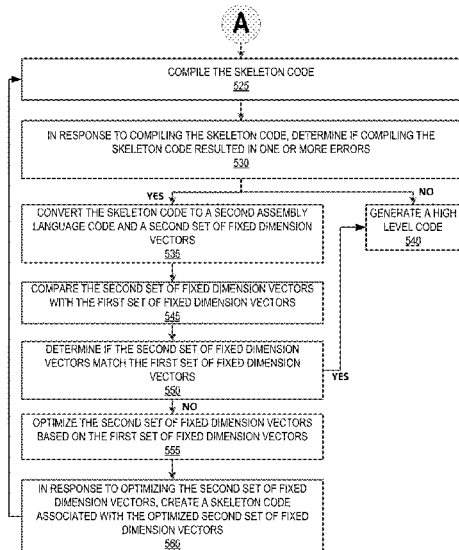 A
COMPILE THE SKELETON CODE
525
IN RESPONSE TO COMPILING THE SKELETON CODE, DETERMINE IF COMPILING THE
SKELETON CODE RESULTED IN ONE OR MORE ERRORS
530
YES
NO
CONVERT THE SKELETON CODE TO A SECOND ASSEMBLY
LANGUAGE CODE AND A SECOND SET OF FIXED DIMENSION
VECTORS
535
GENERATE A HIGH
LEVEL CODE
540
COMPARE THE SECOND SET OF FIXED DIMENSION VECTORS
WITH THE FIRST SET OF FIXED DIMENSION VECTORS
545
DETERMINE IF THE SECOND SET OF FIXED DIMENSION
VECTORS MATCH THE FIRST SET OF FIXED DIMENSION
VECTORS
550
YES
NO
OPTIMIZE THE SECOND SET OF FIXED DIMENSION VECTORS
BASED ON THE FIRST SET OF FIXED DIMENSION VECTORS
555
IN RESPONSE TO OPTIMIZING THE SECOND SET OF FIXED
DIMENSION VECTORS, CREATE A SKELETON CODE
ASSOCIATED WITH THE OPTIMIZED SECOND SET OF FIXED
DIMENSION VECTORS
560